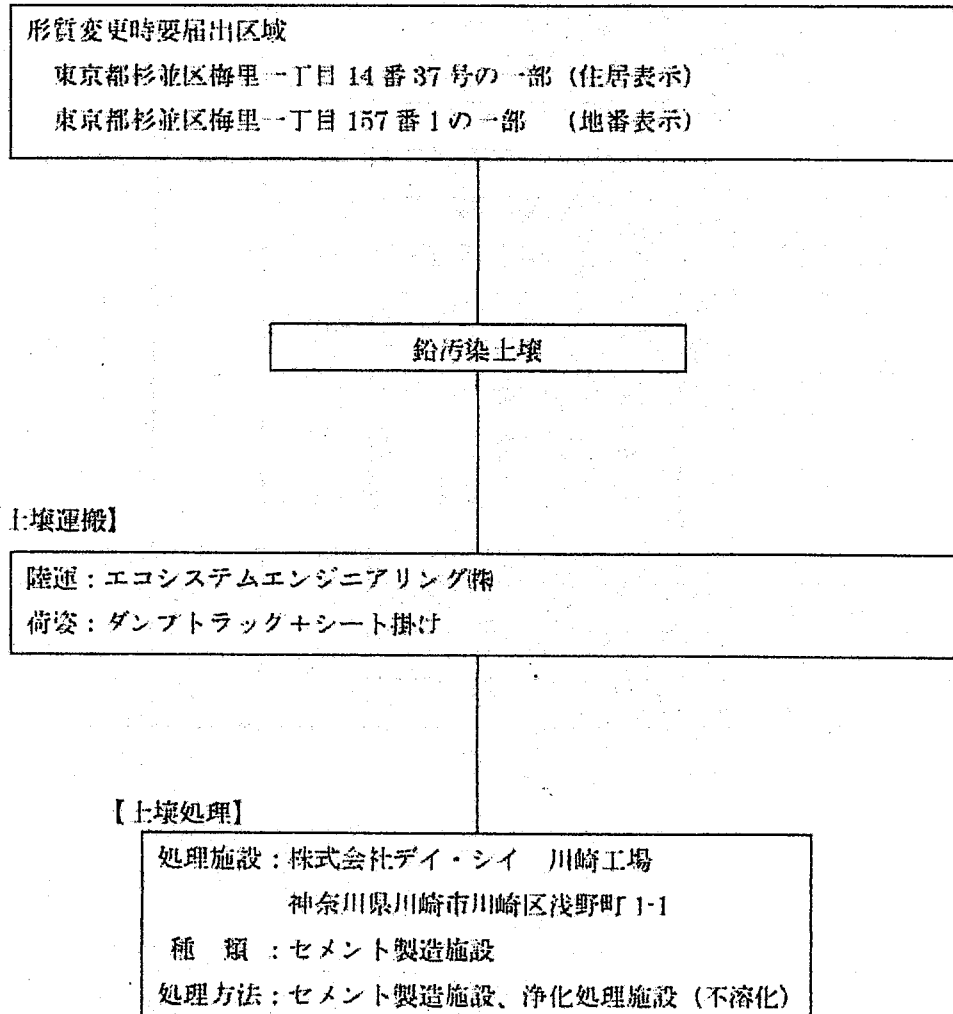 形質変更時要届出区域
東京都杉並区梅里一丁目 14 番 37 号の一部（住居表示）
東京都杉並区梅里一丁目 157 番 1 の一部　（地番表示）
鉛汚染土壌
土壌運搬】
陸運：エコシステムエンジニアリング㈱
荷姿：ダンプトラック＋シート掛け
【土壌処理】
処理施設：株式会社デイ・シイ　川崎工場
神奈川県川崎市川崎区浅野町 1-1
種　類　：セメント製造施設
処理方法：セメント製造施設、浄化処理施設（不溶化）